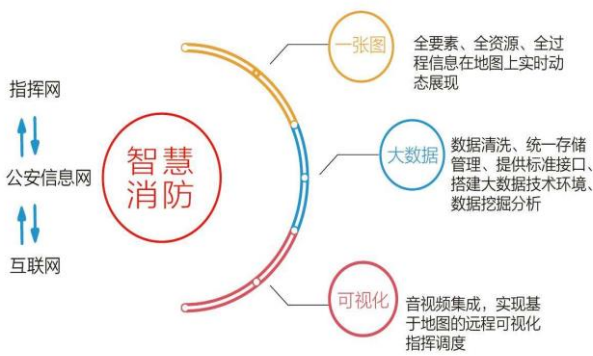 指挥网
公安信息网
互联网
智慧
消防
一张图
全要素、全资源、全过
程信息在地图上实时动
态展现
大数据
数据清洗、统一存储
管理、提供标准接口、
搭建大数据技术环境、
数据挖掘分析
可视化
音视频集成，实现基
于地图的远程可视化
指挥调度